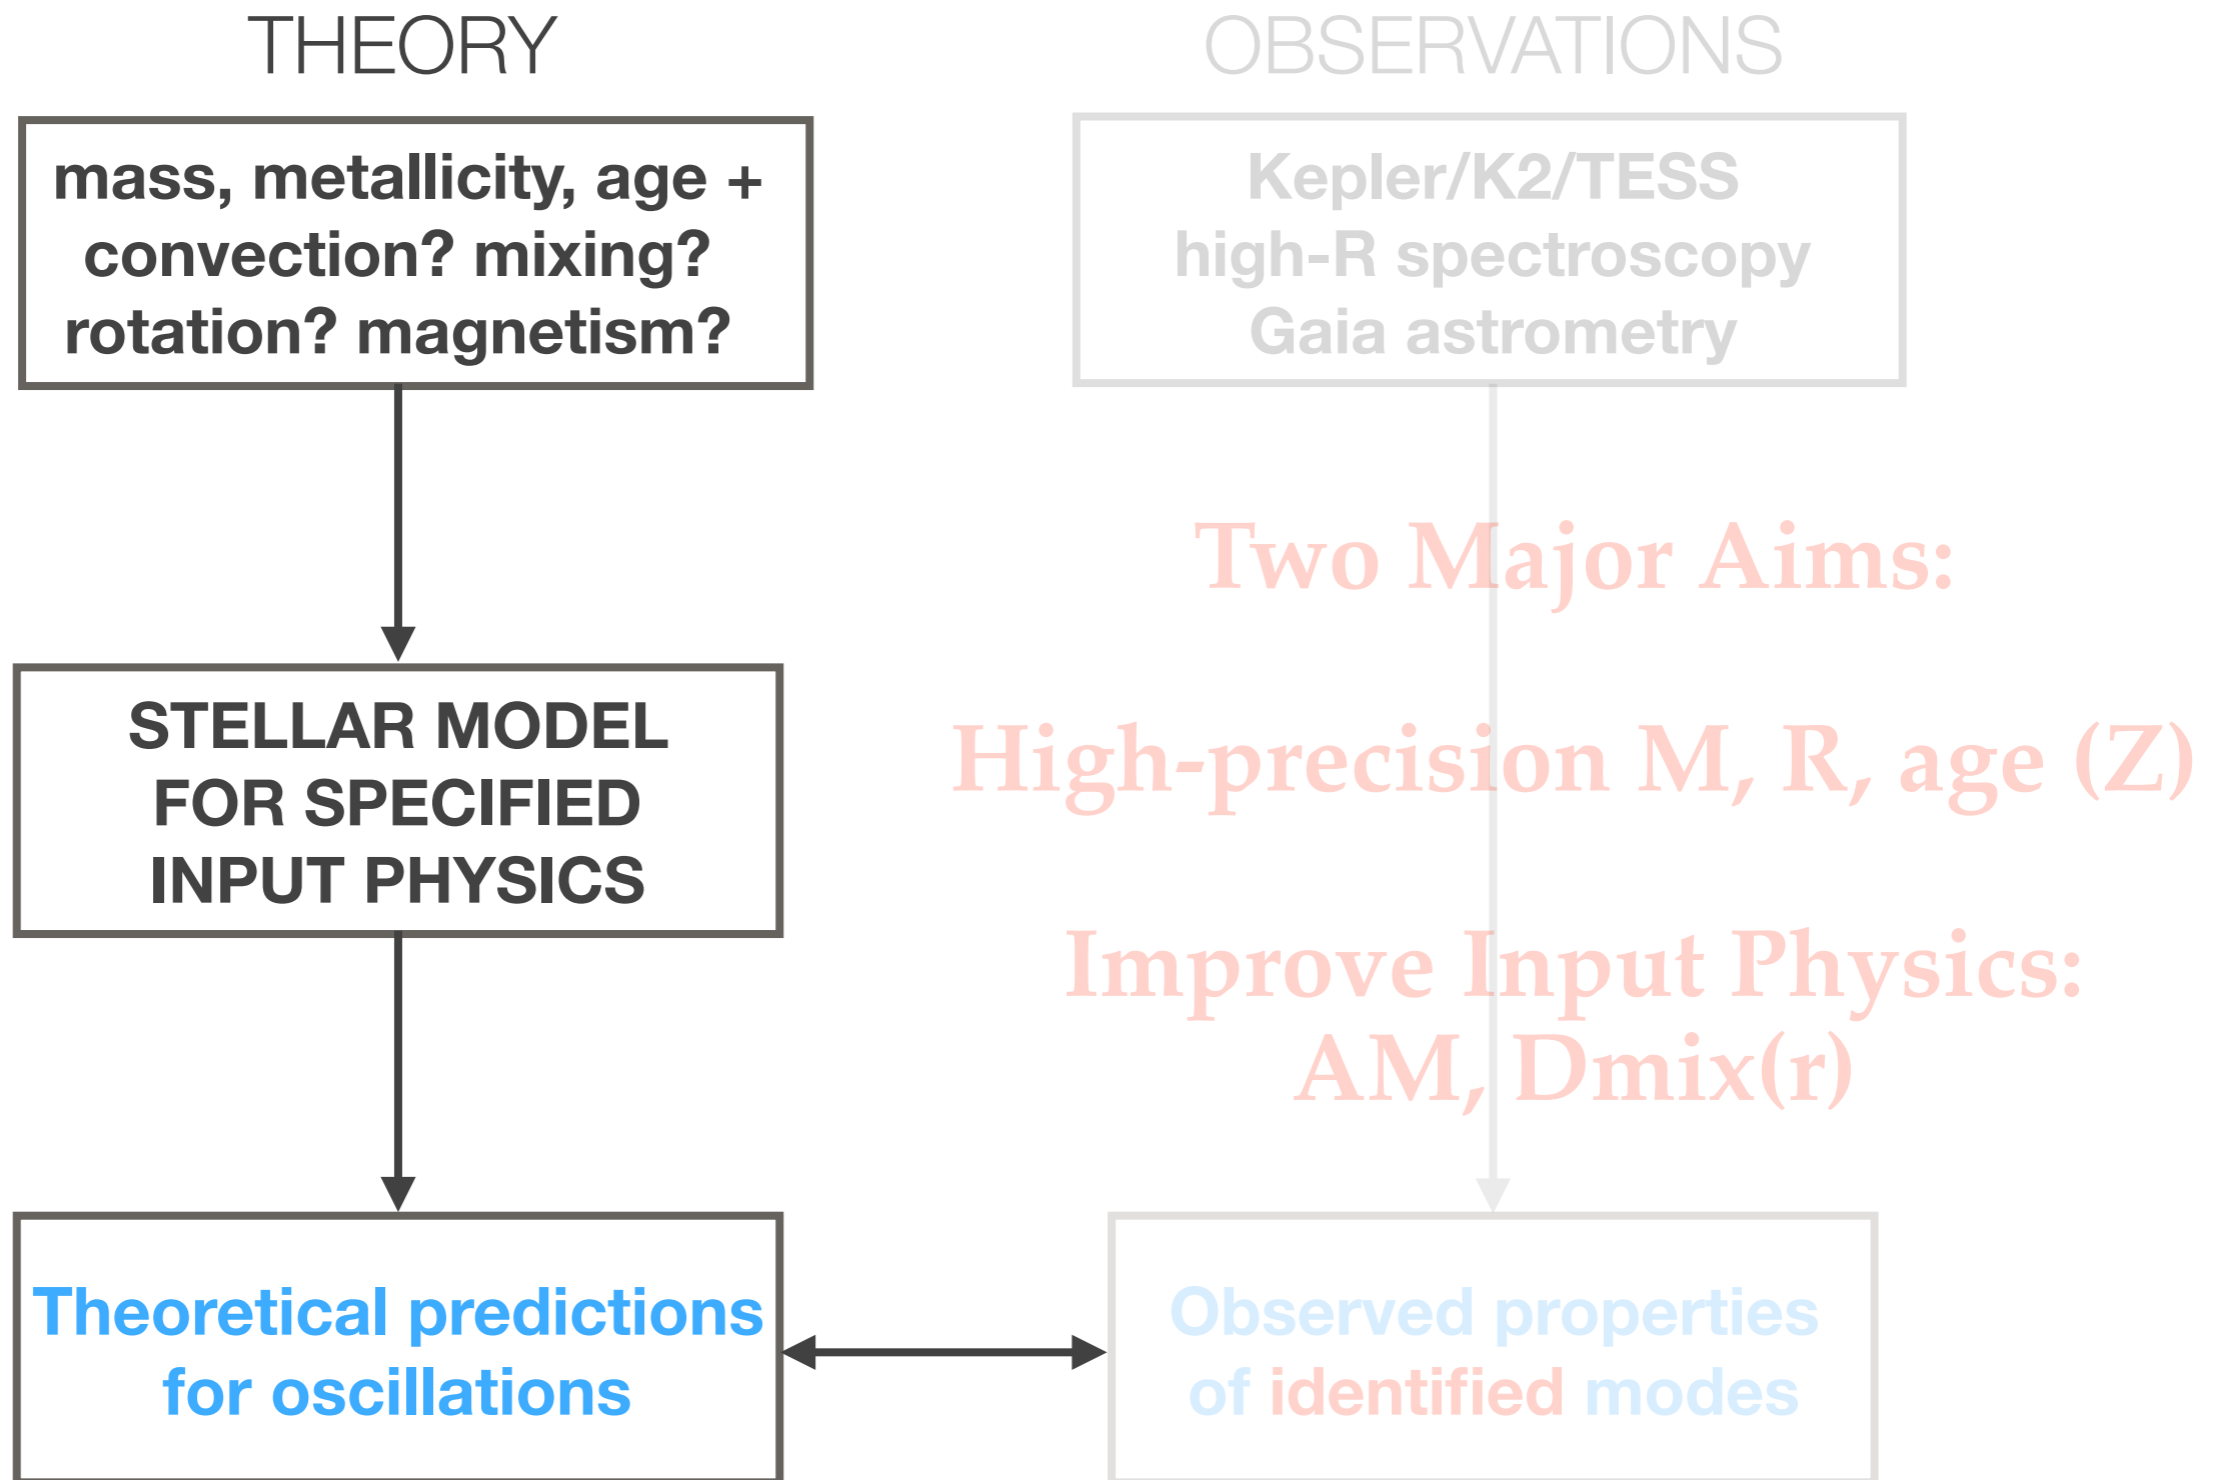 THEORY
mass, metallicity, age +
convection? mixing?
rotation? magnetism?
STELLAR MODEL
FOR SPECIFIED
INPUT PHYSICS
Theoretical predictions
for oscillations
OBSERVATIONS
Kepler/K2/TESS
high-R spectroscopy
Gaia astrometry
Two Major Aims:
High-precision M, R, age (Z)
Improve Input Physics:
AM, Dmix(r)
Observed properties
of identified modes